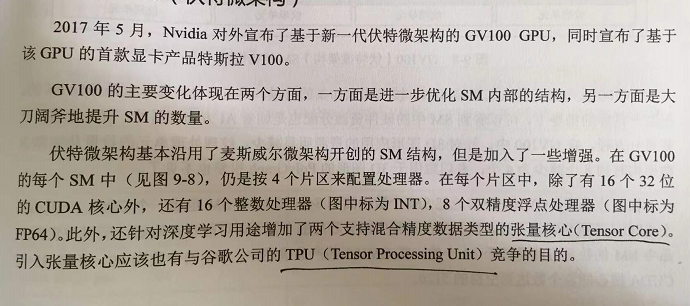 （伏特微架构）
2017 年 5 月，Nvidia 对外宣布了基于新一代伏特微架构的 GV100 GPU，同时宣布了基于
该 GPU 的首款显卡产品特斯拉 V100。
GV100 的主要变化体现在两个方面，一方面是进一步优化 SM 内部的结构，另一方面是大
刀阔斧地提升 SM 的数量。
伏特微架构基本沿用了麦斯威尔微架构开创的 SM 结构，但是加入了一些增强。在 GV100
的每个 SM 中（见图 9-8），仍是按 4 个片区来配置处理器。在每个片区中，除了有 16 个 32 位
的 CUDA 核心外，还有 16 个整数处理器（图中标为 INT），8 个双精度浮点处理器（图中标为
FP64）。此外，还针对深度学习用途增加了两个支持混合精度数据类型的张量核心（Tensor Core）。
引入张量核心应该也有与谷歌公司的 TPU（Tensor Processing Unit）竞争的目的。